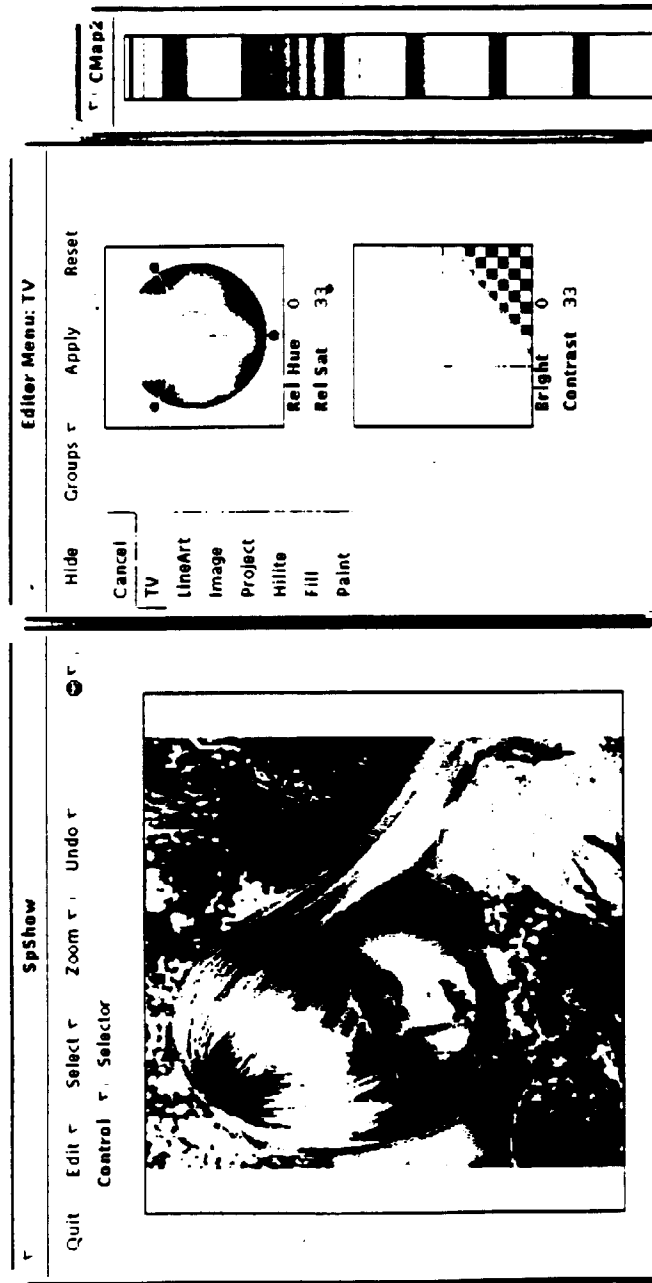 SpShow
Quit Edit Select Zoom Undo
Control Selector
Editor Menu: TV
Hide Groups Apply Reset
Cancel
TV
LineArt
Image
Project
Hilite
Fill
Paint
Rel Hue 0
Rel Sat 33
Bright 0
Contrast 33
CMap2